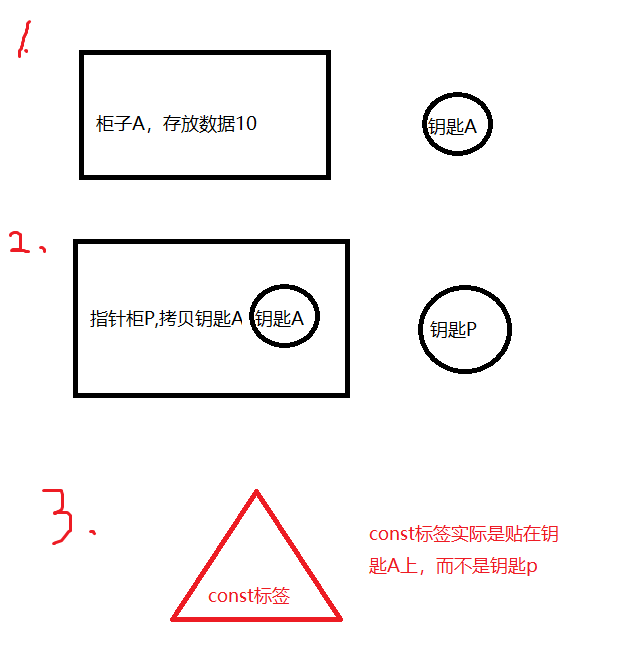 1.
柜子A，存放数据10
钥匙A
2、
指针柜P,拷贝钥匙A
钥匙A
钥匙P
3.
const标签实际是贴在钥
匙A上，而不是钥匙p
const标签